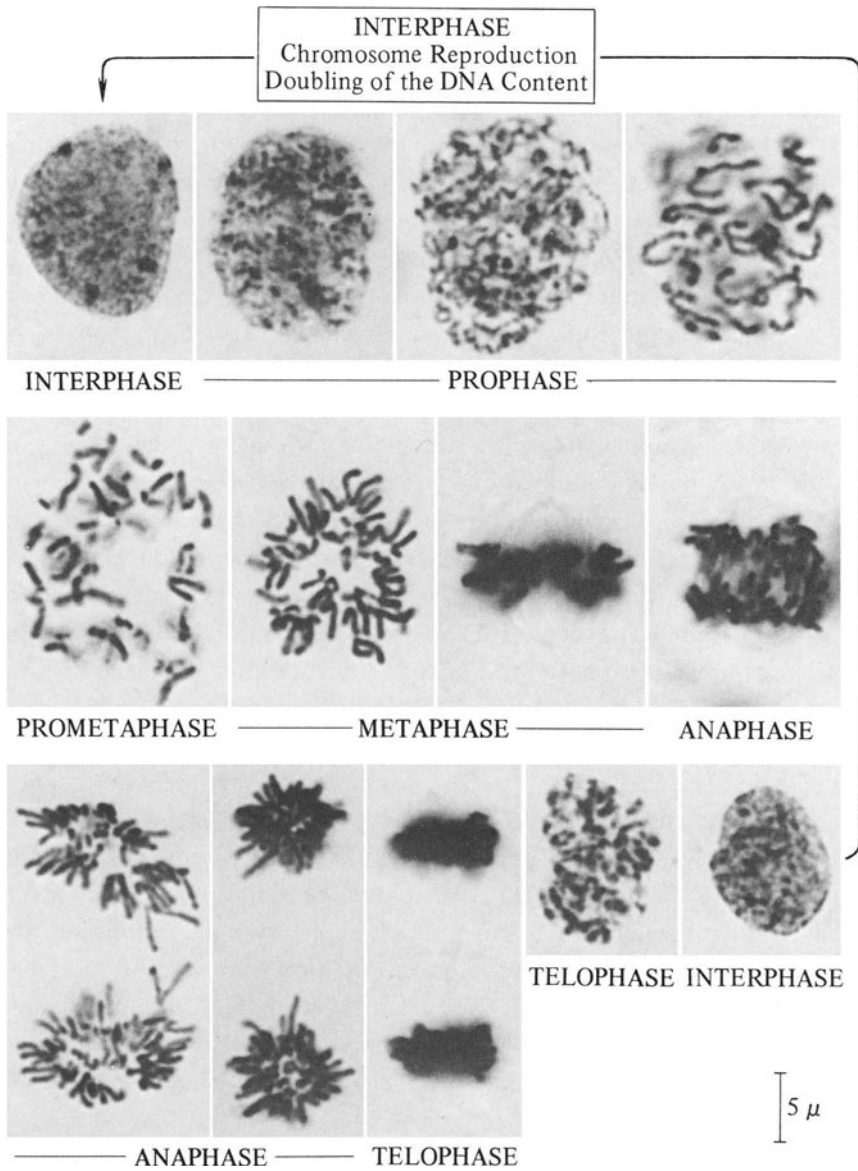 INTERPHASE
Chromosome Reproduction
Doubling of the DNA Content
INTERPHASE
PROPHASE
PROMETAPHASE
METAPHASE
ANAPHASE
TELOPHASE
INTERPHASE
5 μ
ANAPHASE
TELOPHASE